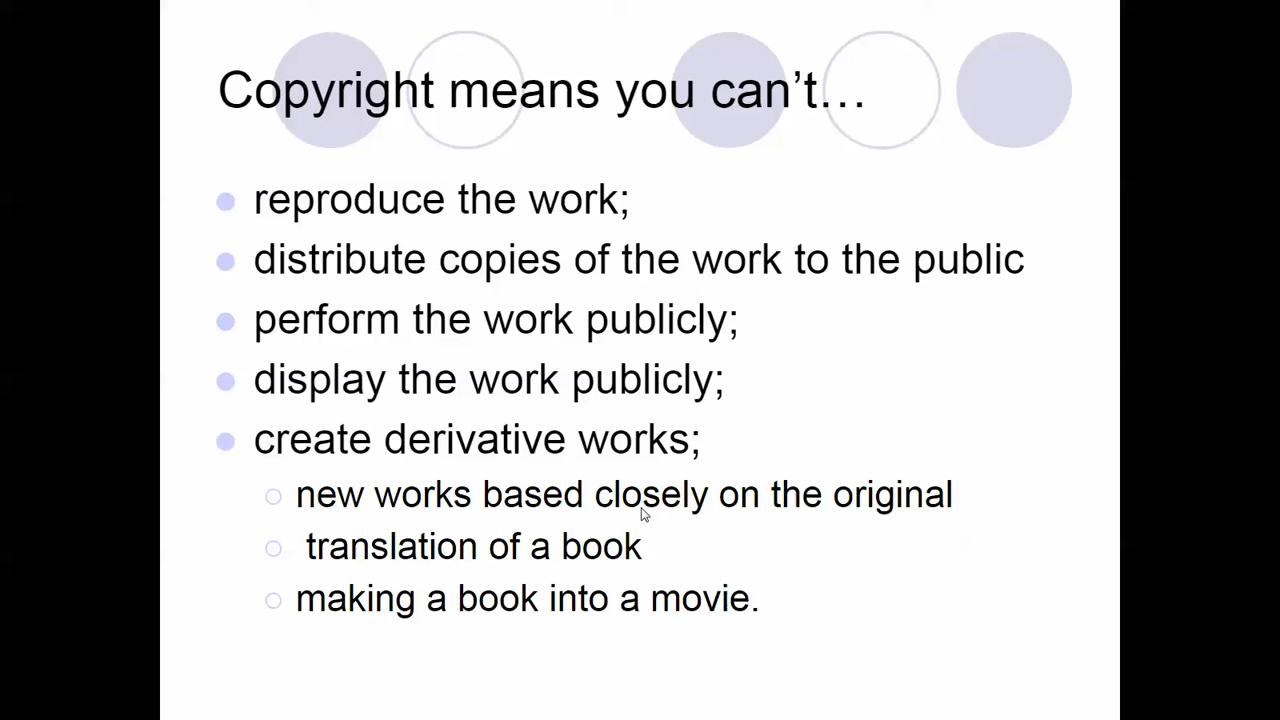 Copyright means you can’t…
reproduce the work;
distribute copies of the work to the public
perform the work publicly;
display the work publicly;
create derivative works;
new works based closely on the original
translation of a book
making a book into a movie.